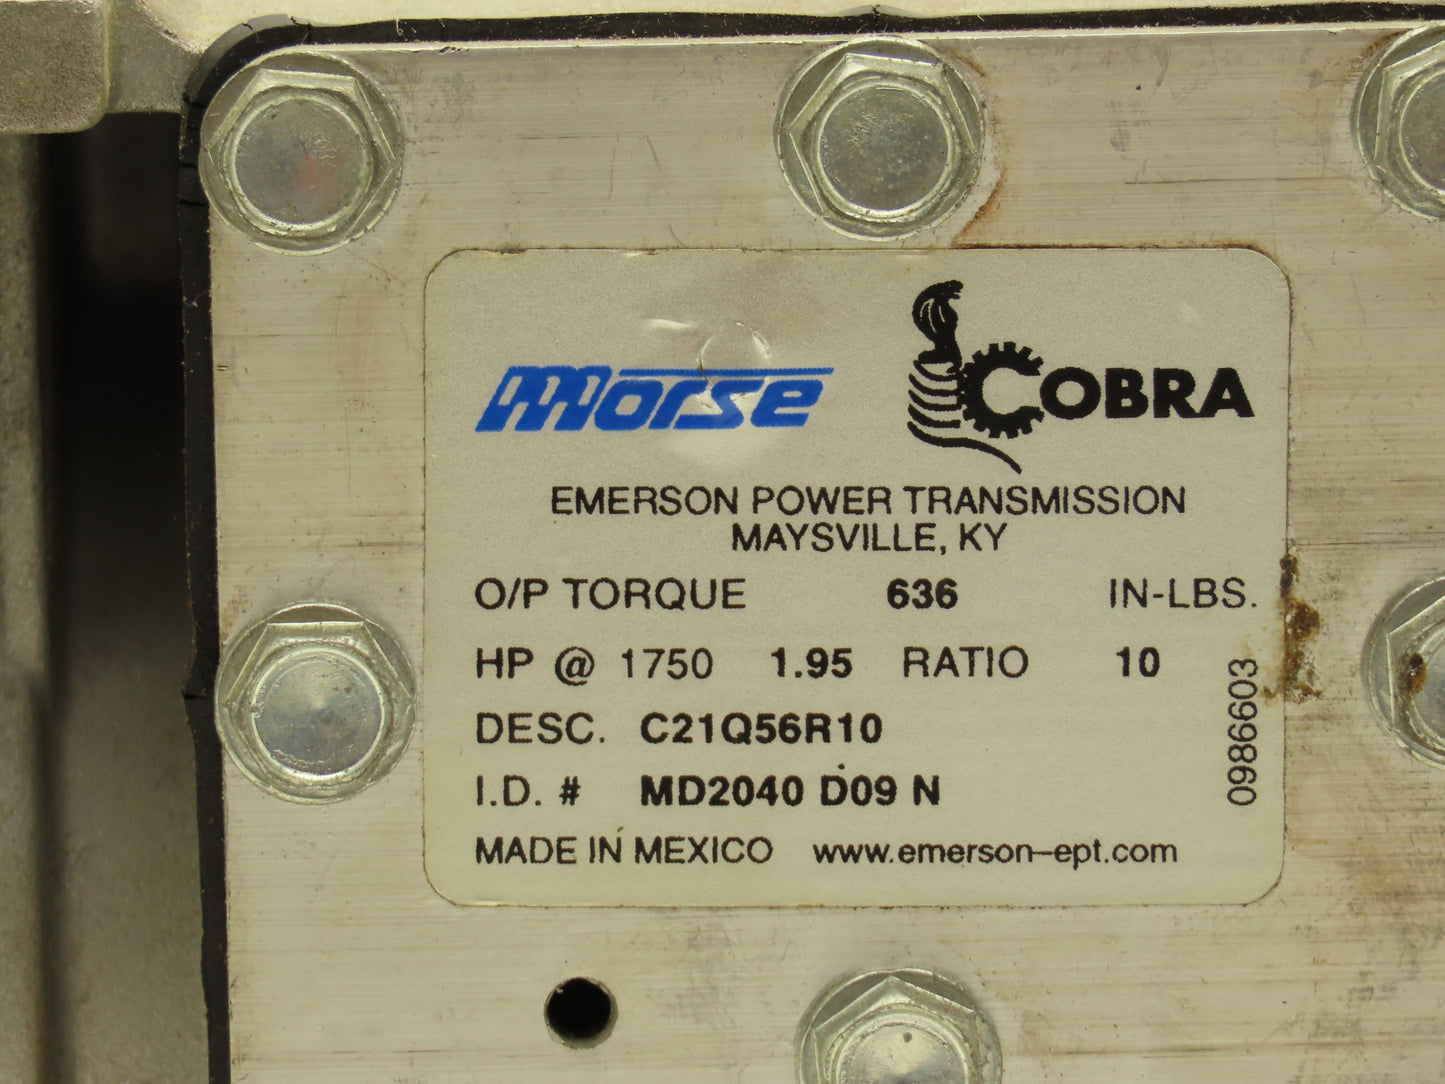 Morse COBRA
EMERSON POWER TRANSMISSION
MAYSVILLE, KY
O/P TORQUE 636 IN-LBS.
HP @ 1750 1.95 RATIO 10
DESC. C21Q56R10
I.D. # MD2040 D09 N
MADE IN MEXICO www.emerson-ept.com
0986603